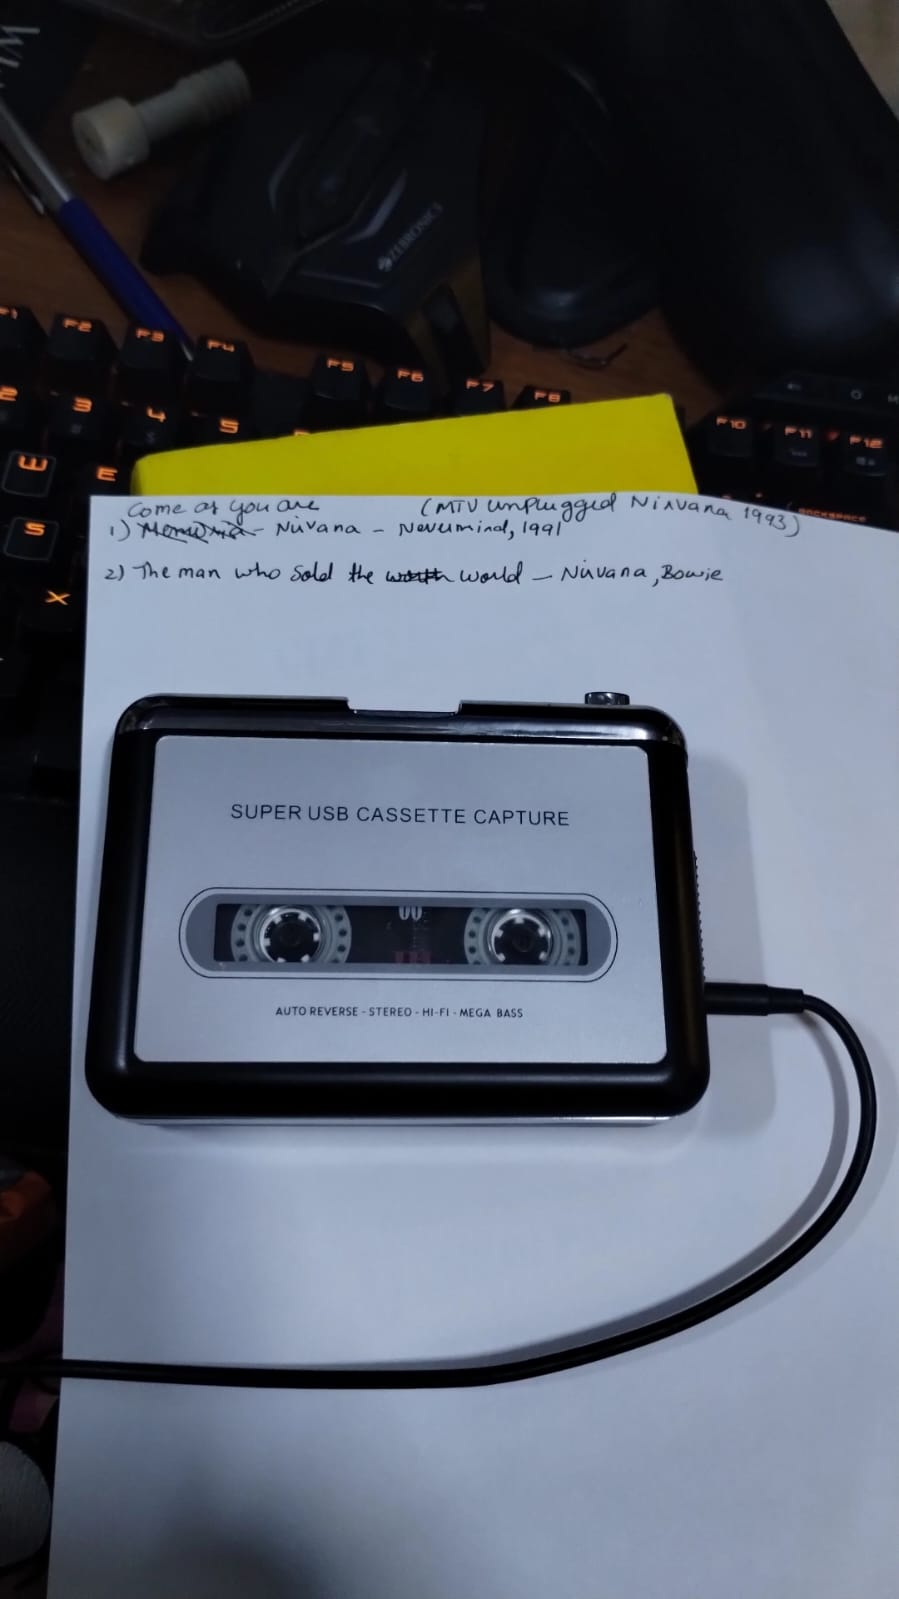 ZEBRONICS
F1 F2 F3 F4 F5 F6 F7 F8 F10 F11 F12
2 3 4 5
W E
S
X
BACKSPACE
Come as you are (MTV unplugged Nirvana 1993)
1) - Nirvana - Nevermind, 1991
2) The man who sold the world - Nirvana, Bowie
SUPER USB CASSETTE CAPTURE
AUTO REVERSE - STEREO - HI-FI - MEGA BASS